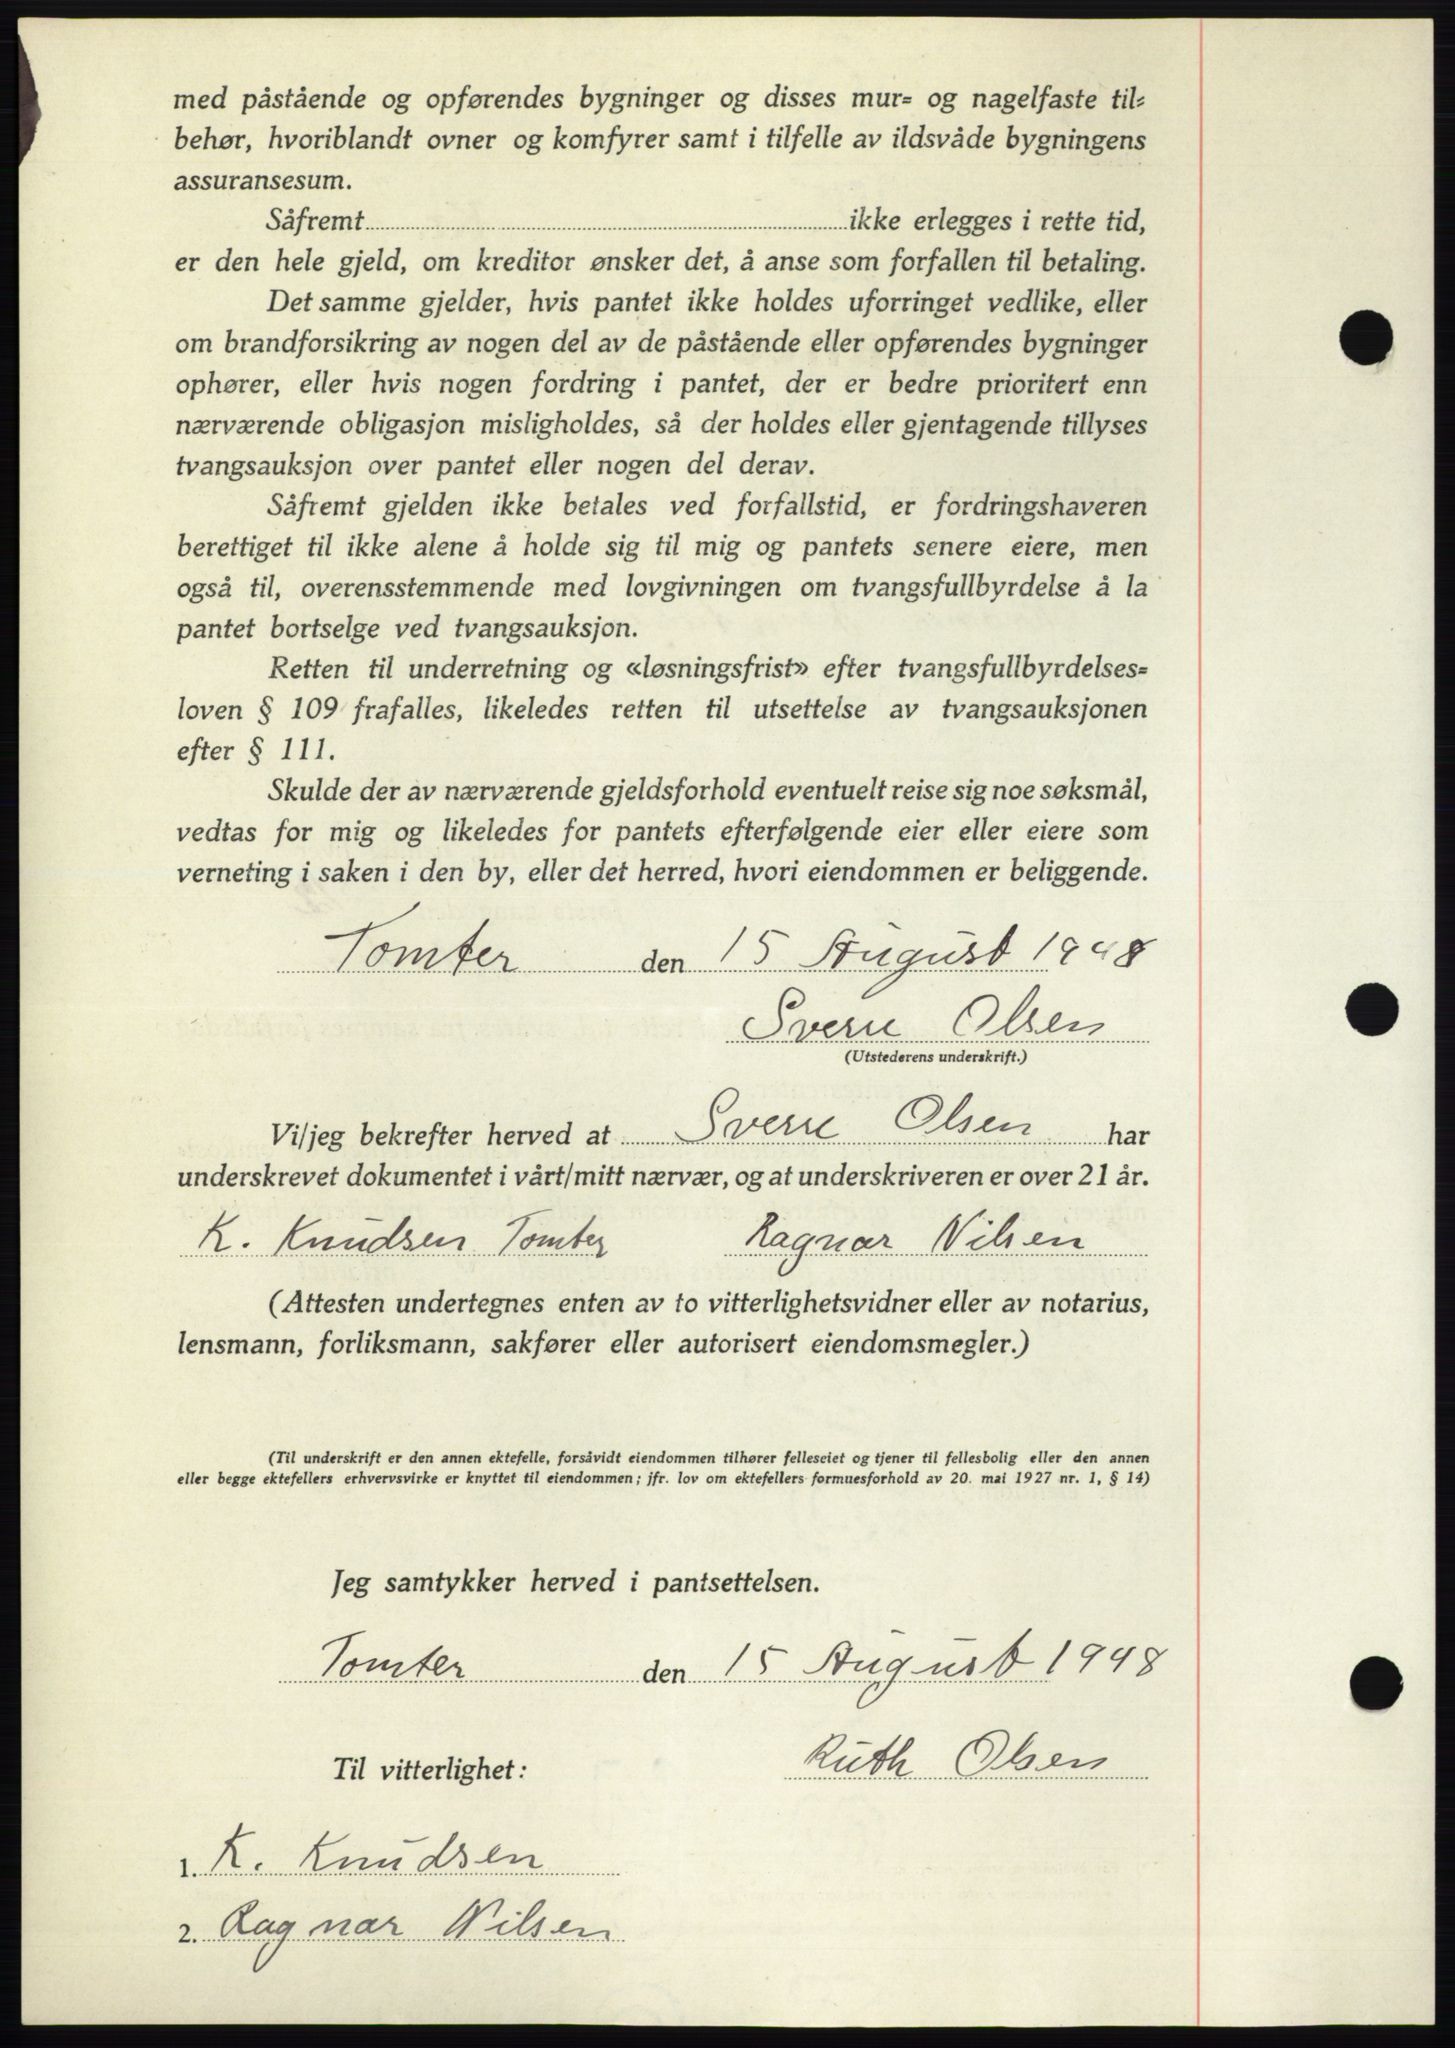 med påstående og opførendes bygninger og disses mur= og nagelfaste til=
behør, hvoriblandt ovner og komfyrer samt i tilfelle av ildsvåde bygningens
assuransesum.
Såfremt ikke erlegges i rette tid,
er den hele gjeld, om kreditor ønsker det, å anse som forfallen til betaling.
Det samme gjelder, hvis pantet ikke holdes uforringet vedlike, eller
om brandforsikring av nogen del av de påstående eller opførendes bygninger
ophører, eller hvis nogen fordring i pantet, der er bedre prioritert enn
nærværende obligasjon misligholdes, så der holdes eller gjentagende tillyses
tvangsauksjon over pantet eller nogen del derav.
Såfremt gjelden ikke betales ved forfallstid, er fordringshaveren
berettiget til ikke alene å holde sig til mig og pantets senere eiere, men
også til, overensstemmende med lovgivningen om tvangsfullbyrdelse å la
pantet bortselge ved tvangsauksjon.
Retten til underretning og «løsningsfrist» efter tvangsfullbyrdelses=
loven § 109 frafalles, likeledes retten til utsettelse av tvangsauksjonen
efter § 111.
Skulde der av nærværende gjeldsforhold eventuelt reise sig noe søksmål,
vedtas for mig og likeledes for pantets efterfølgende eier eller eiere som
verneting i saken i den by, eller det herred, hvori eiendommen er beliggende.
Tomter den 15 August 1948
Sverre Olsen
(Utstederens underskrift.)
Vi/jeg bekrefter herved at Sverre Olsen har
underskrevet dokumentet i vårt/mitt nærvær, og at underskriveren er over 21 år.
K. Knudsen Tomter Ragnar Nilsen
(Attesten undertegnes enten av to vitterlighetsvidner eller av notarius,
lensmann, forliksmann, sakfører eller autorisert eiendomsmegler.)
(Til underskrift er den annen ektefelle, forsåvidt eiendommen tilhører felleseiet og tjener til fellesbolig eller den annen
eller begge ektefellers erhvervsvirke er knyttet til eiendommen; jfr. lov om ektefellers formuesforhold av 20. mai 1927 nr. 1, § 14)
Jeg samtykker herved i pantsettelsen.
Tomter den 15 August 1948
Ruth Olsen
Til vitterlighet:
1. K. Knudsen
2. Ragnar Nilsen